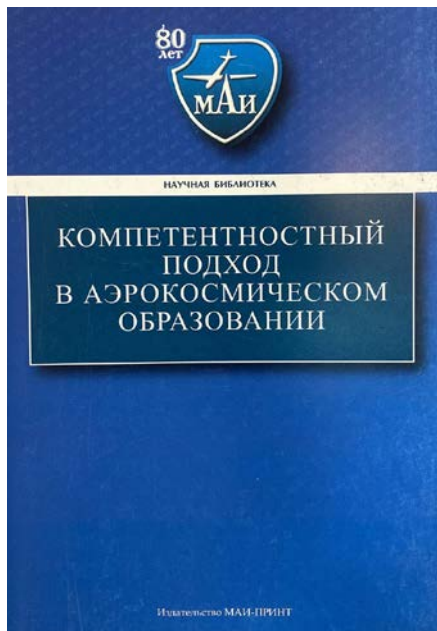 80
лет
МАИ
НАУЧНАЯ БИБЛИОТЕКА
КОМПЕТЕНТНОСТНЫЙ
ПОДХОД
В АЭРОКОСМИЧЕСКОМ
ОБРАЗОВАНИИ
Издательство МАИ-ПРИНТ